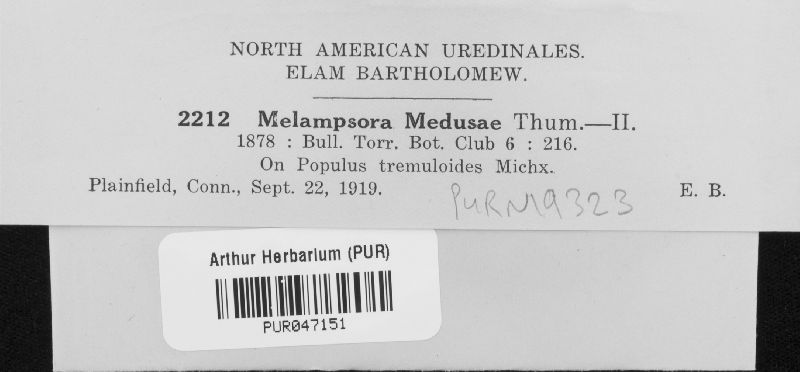 NORTH AMERICAN UREDINALES.
ELAM BARTHOLOMEW.
2212 Melampsora Medusae Thum.—II.
1878 : Bull. Torr. Bot. Club 6 : 216.
On Populus tremuloides Michx.
Plainfield, Conn., Sept. 22, 1919. E. B.
PURN19323
Arthur Herbarium (PUR)
PUR047151